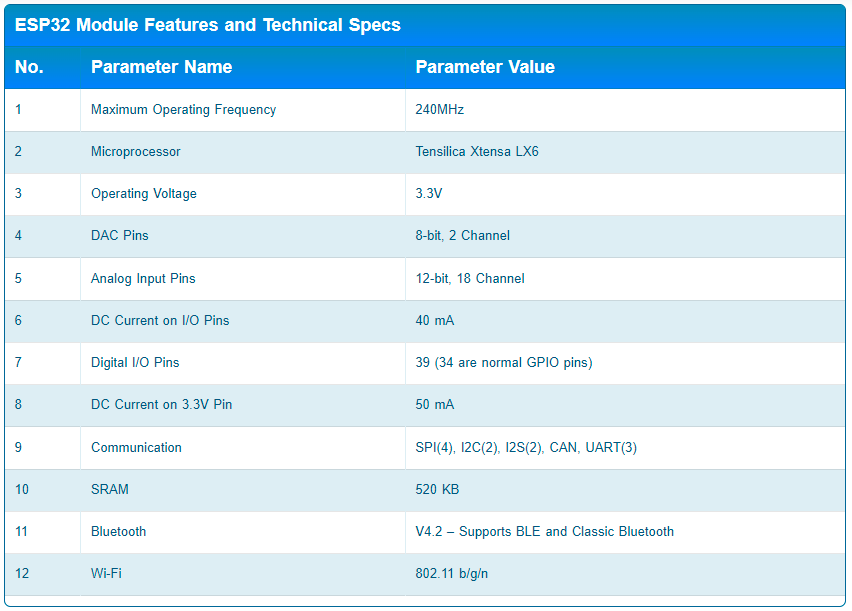 ESP32 Module Features and Technical Specs
No. Parameter Name Parameter Value
1 Maximum Operating Frequency 240MHz
2 Microprocessor Tensilica Xtensa LX6
3 Operating Voltage 3.3V
4 DAC Pins 8-bit, 2 Channel
5 Analog Input Pins 12-bit, 18 Channel
6 DC Current on I/O Pins 40 mA
7 Digital I/O Pins 39 (34 are normal GPIO pins)
8 DC Current on 3.3V Pin 50 mA
9 Communication SPI(4), I2C(2), I2S(2), CAN, UART(3)
10 SRAM 520 KB
11 Bluetooth V4.2 – Supports BLE and Classic Bluetooth
12 Wi-Fi 802.11 b/g/n